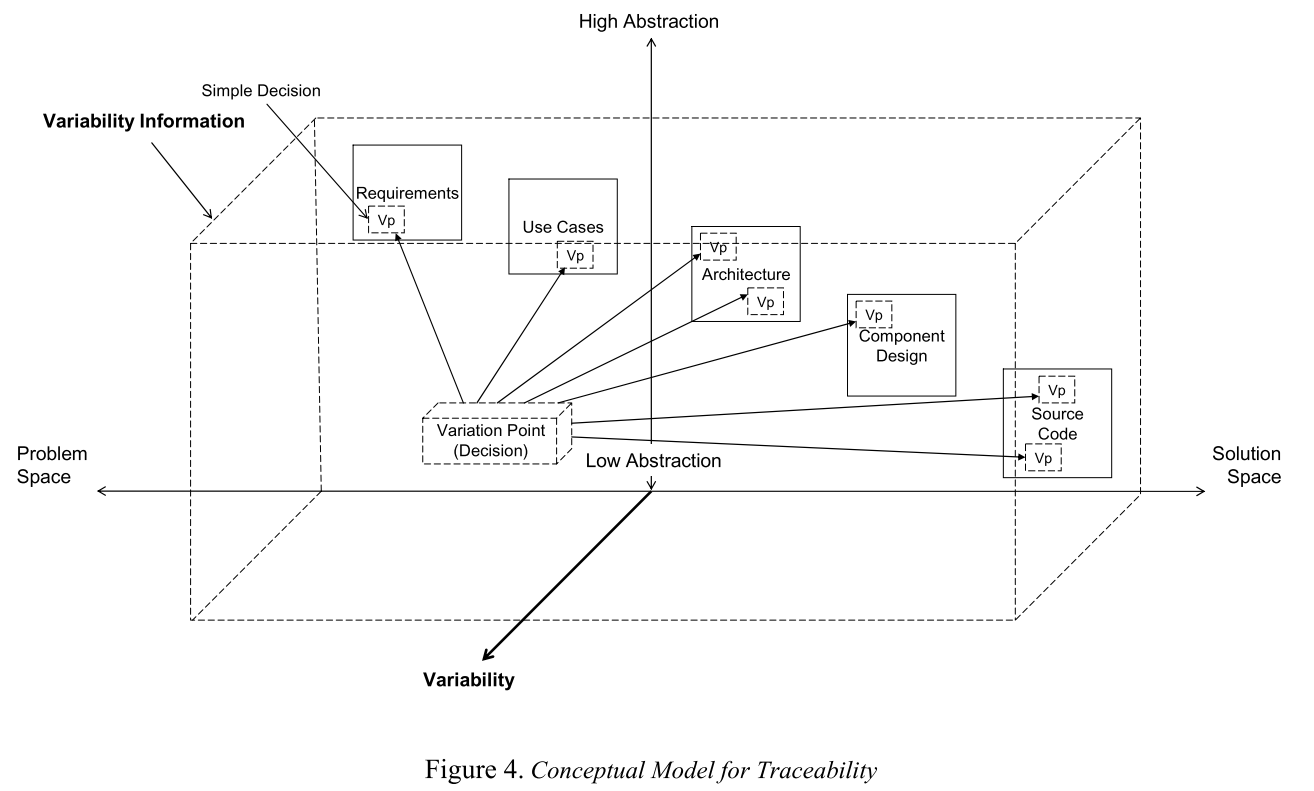 High Abstraction
Simple Decision
Variability Information
Requirements
Vp
Use Cases
Vp
Vp
Architecture
Vp
Vp
Component
Design
Vp
Source
Code
Vp
Variation Point
(Decision)
Low Abstraction
Problem
Space
Solution
Space
Variability
Figure 4. Conceptual Model for Traceability